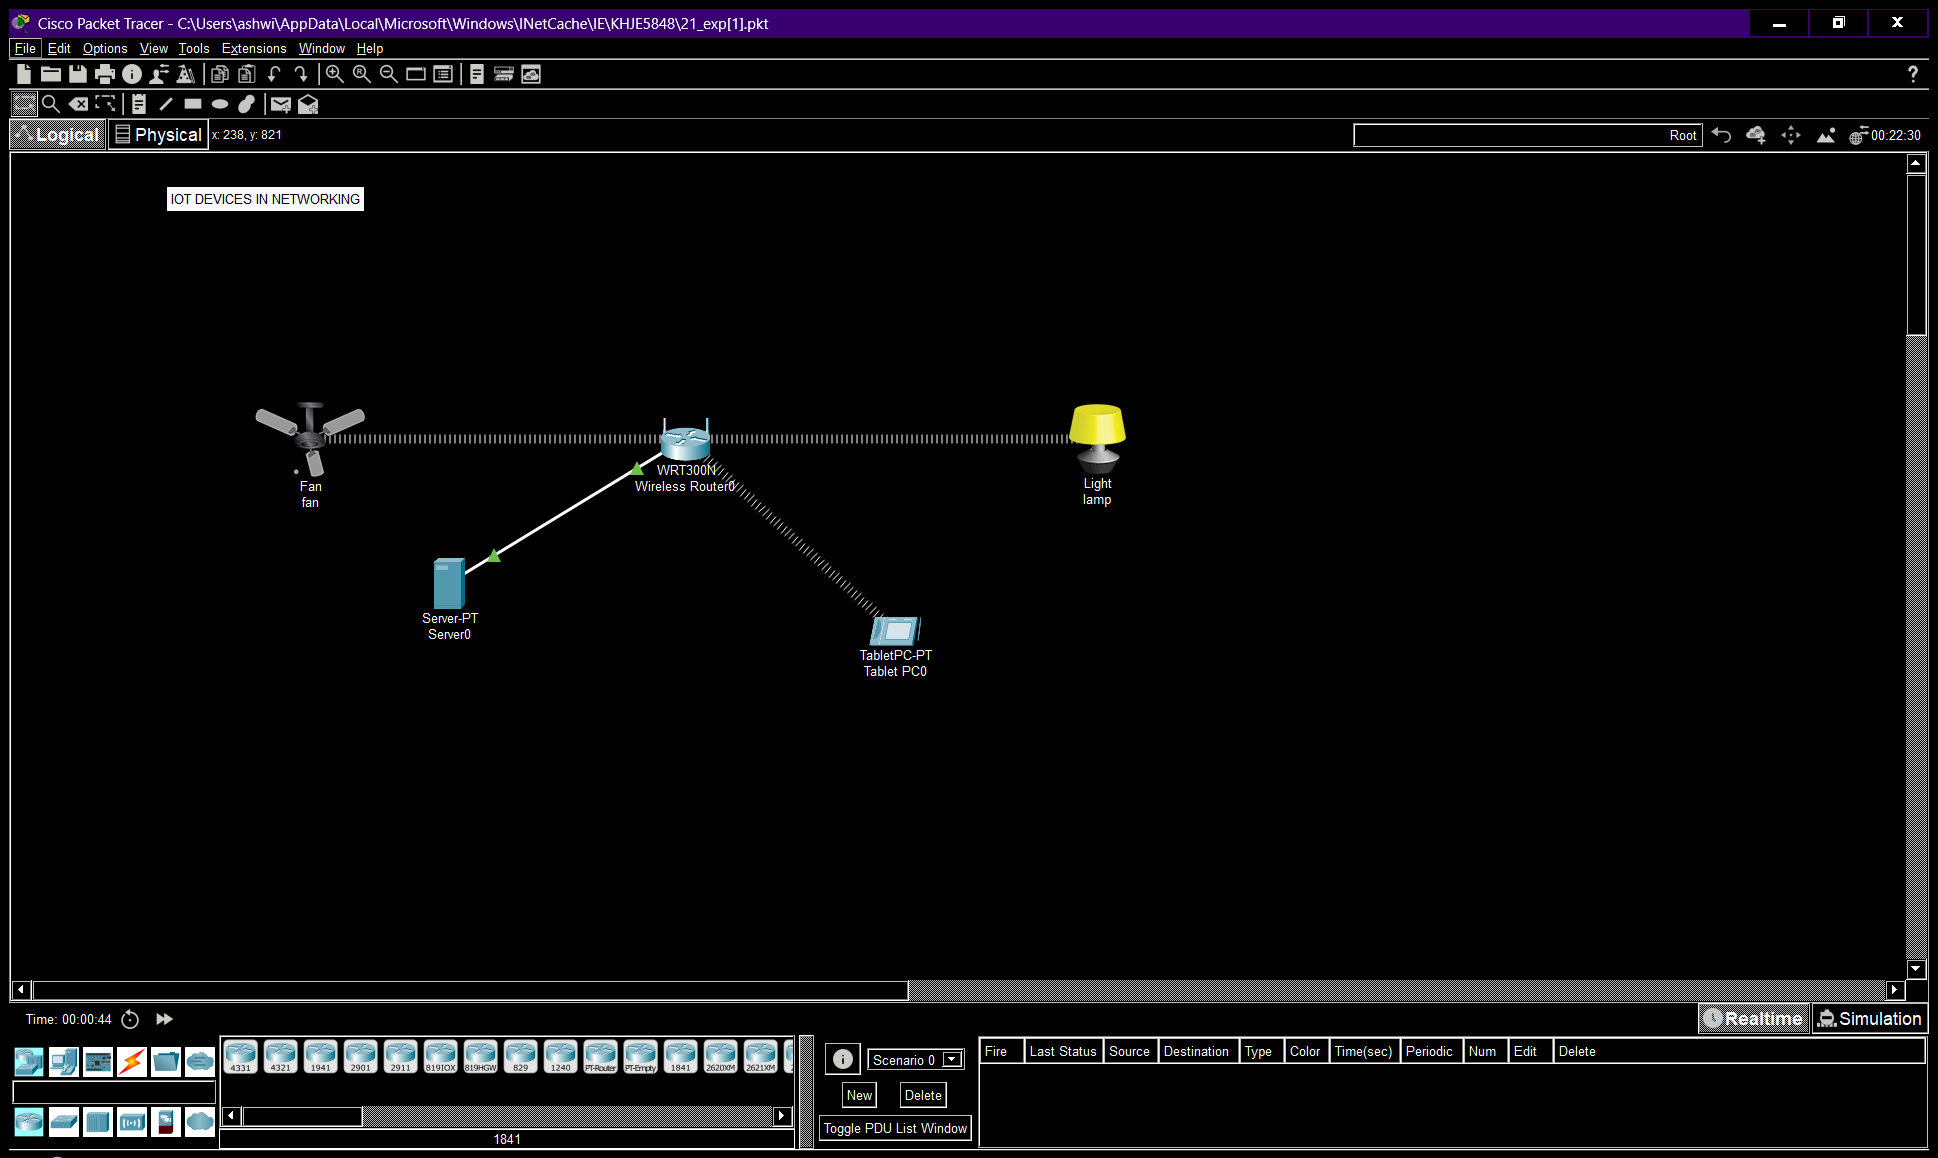 Cisco Packet Tracer - C:\Users\ashwi\AppData\Local\Microsoft\Windows\INetCache\IE\KHJE5848\21_exp[1].pkt
File Edit Options View Tools Extensions Window Help
?
Logical Physical x: 238, y: 821 Root 00:22:30
IOT DEVICES IN NETWORKING
Fan
fan
WRT300N
Wireless Router0
Light
lamp
Server-PT
Server0
TabletPC-PT
Tablet PC0
Time: 00:00:44 Realtime Simulation
4331 4321 1941 2901 2911 819IOX 819HGW 829 1240 PT-Router PT-Empty 1841 2620XM 2621XM
1841
Scenario 0
New Delete
Toggle PDU List Window
Fire Last Status Source Destination Type Color Time(sec) Periodic Num Edit Delete